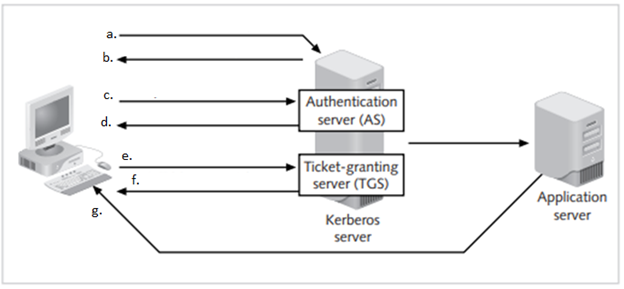 a.
b.
c.
Authentication
server (AS)
d.
e.
Ticket-granting
server (TGS)
f.
g.
Kerberos
server
Application
server